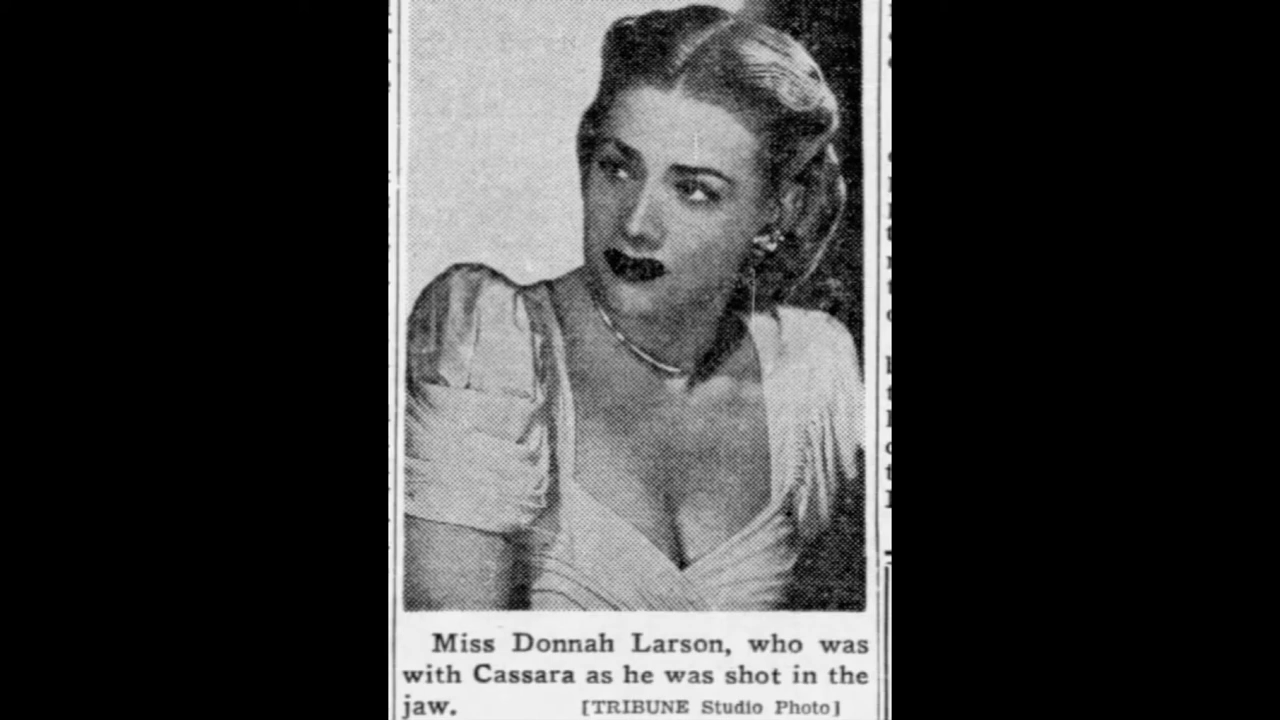 Miss Donnah Larson, who was
with Cassara as he was shot in the
jaw. [TRIBUNE Studio Photo]